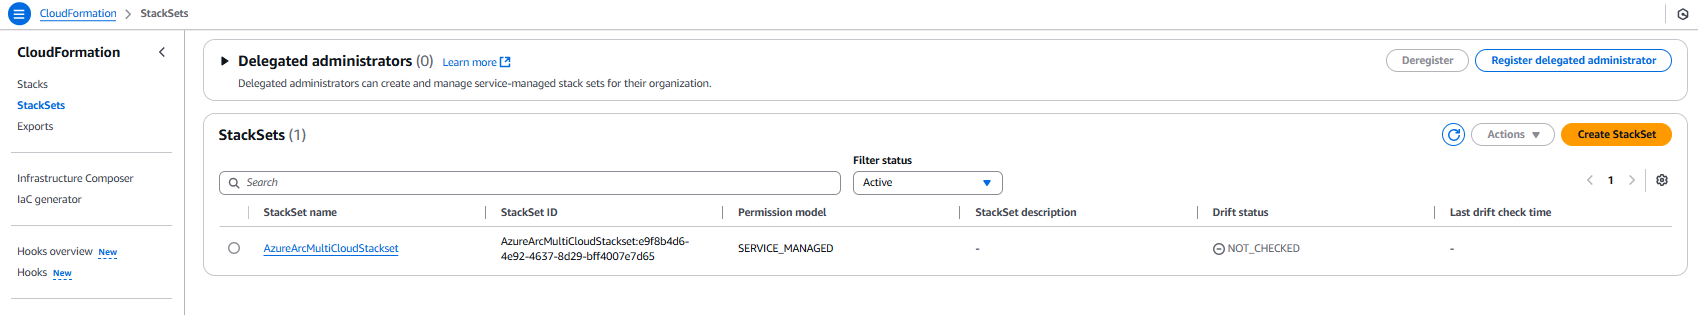 CloudFormation > StackSets
CloudFormation
Stacks
StackSets
Exports
Infrastructure Composer
IaC generator
Hooks overview New
Hooks New
Delegated administrators (0) Learn more
Deregister
Register delegated administrator
Delegated administrators can create and manage service-managed stack sets for their organization.
StackSets (1)
Actions
Create StackSet
Filter status
Search
Active
1
StackSet name
StackSet ID
Permission model
StackSet description
Drift status
Last drift check time
AzureArcMultiCloudStackset
AzureArcMultiCloudStackset:e9f8b4d6-
4e92-4637-8d29-bff4007e7d65
SERVICE_MANAGED
-
NOT_CHECKED
-